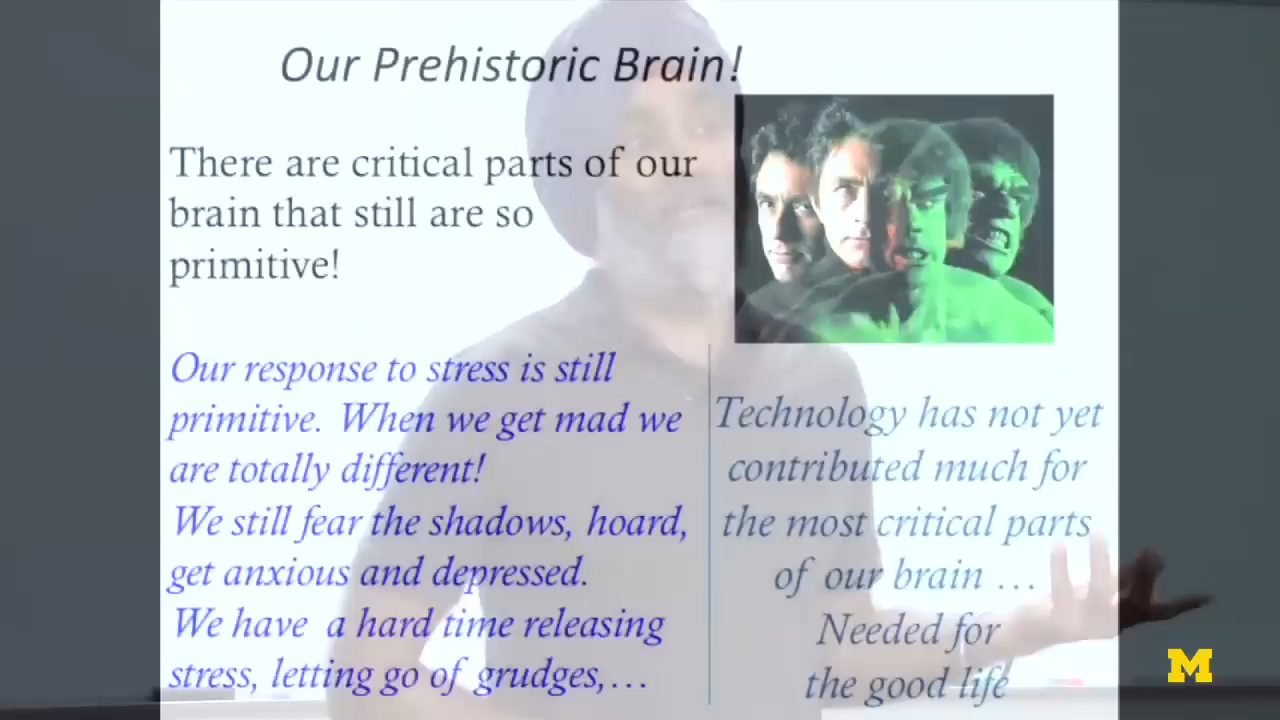 Our Prehistoric Brain!
There are critical parts of our
brain that still are so
primitive!
Our response to stress is still
primitive. When we get mad we
are totally different!
We still fear the shadows, hoard,
get anxious and depressed.
We have a hard time releasing
stress, letting go of grudges,...
Technology has not yet
contributed much for
the most critical parts
of our brain ...
Needed for
the good life
M